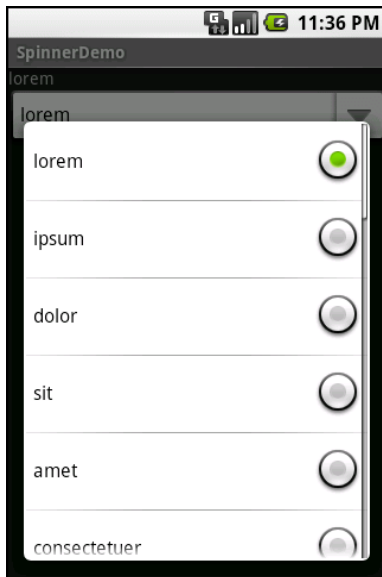 11:36 PM
SpinnerDemo
lorem
lorem
lorem
ipsum
dolor
sit
amet
consectetuer